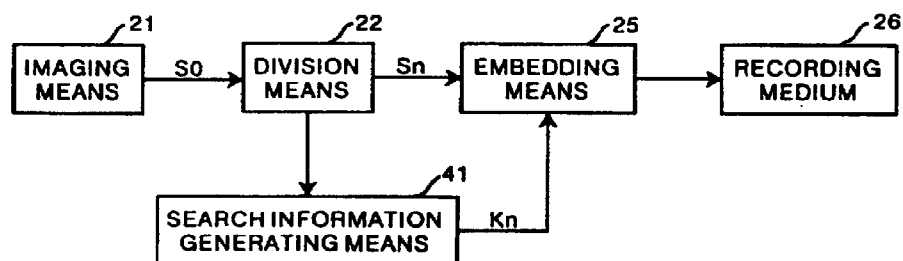 21
22
25
26
IMAGING
MEANS
S0
DIVISION
MEANS
Sn
EMBEDDING
MEANS
RECORDING
MEDIUM
41
SEARCH INFORMATION
GENERATING MEANS
Kn